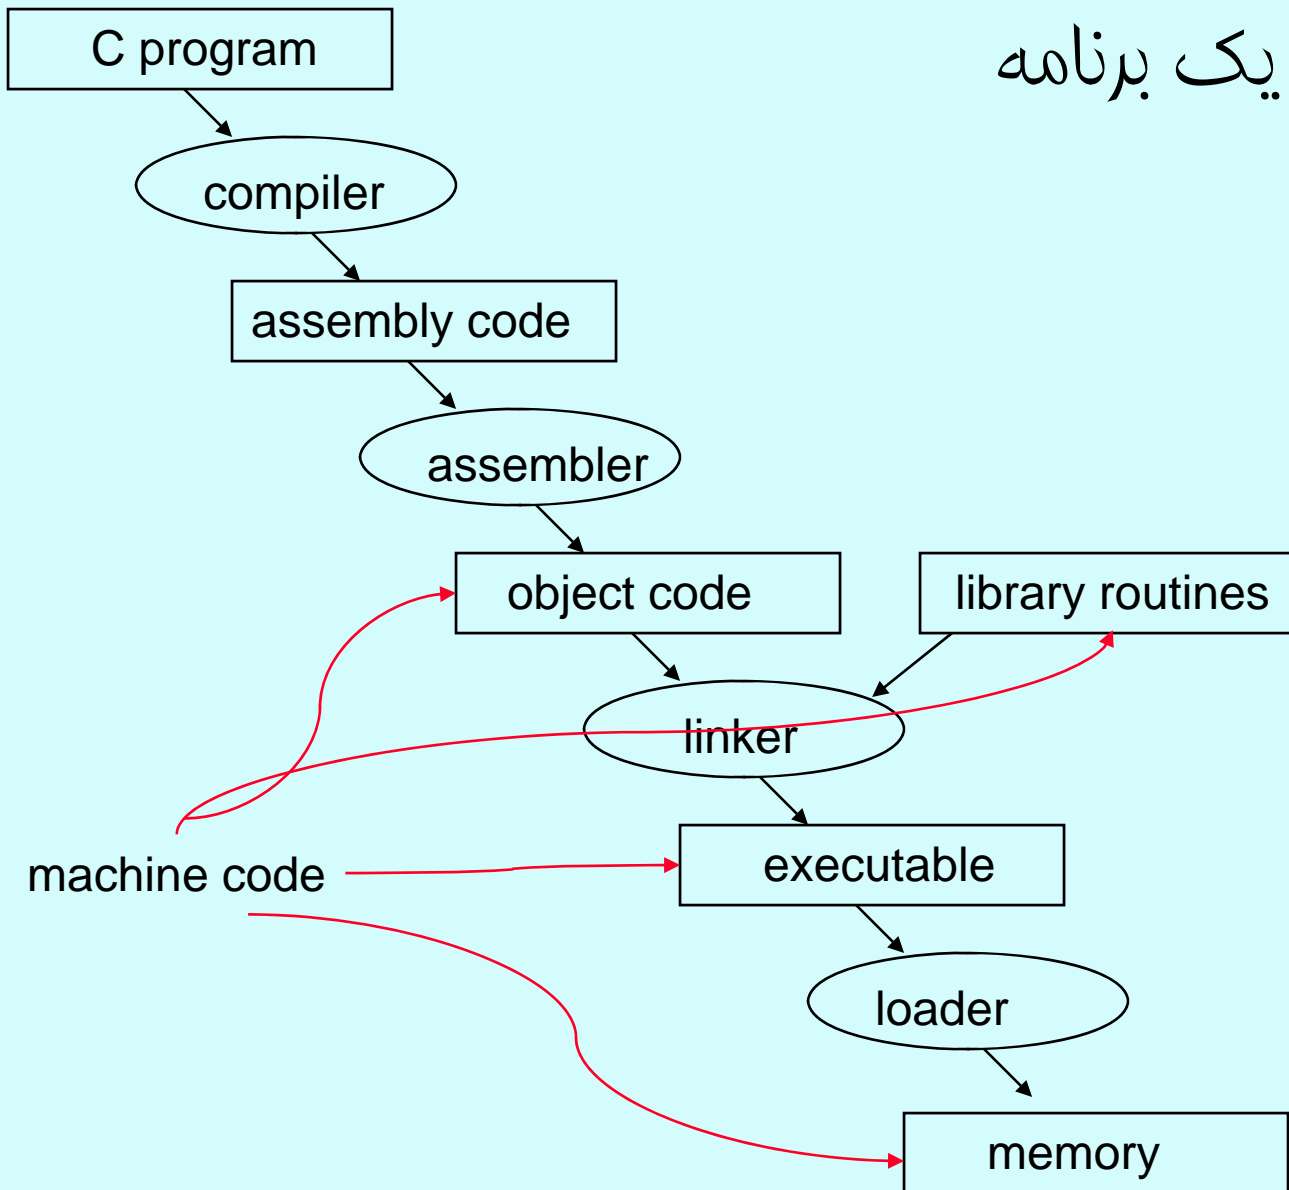 یک برنامه
C program
compiler
assembly code
assembler
object code
library routines
linker
machine code
executable
loader
memory